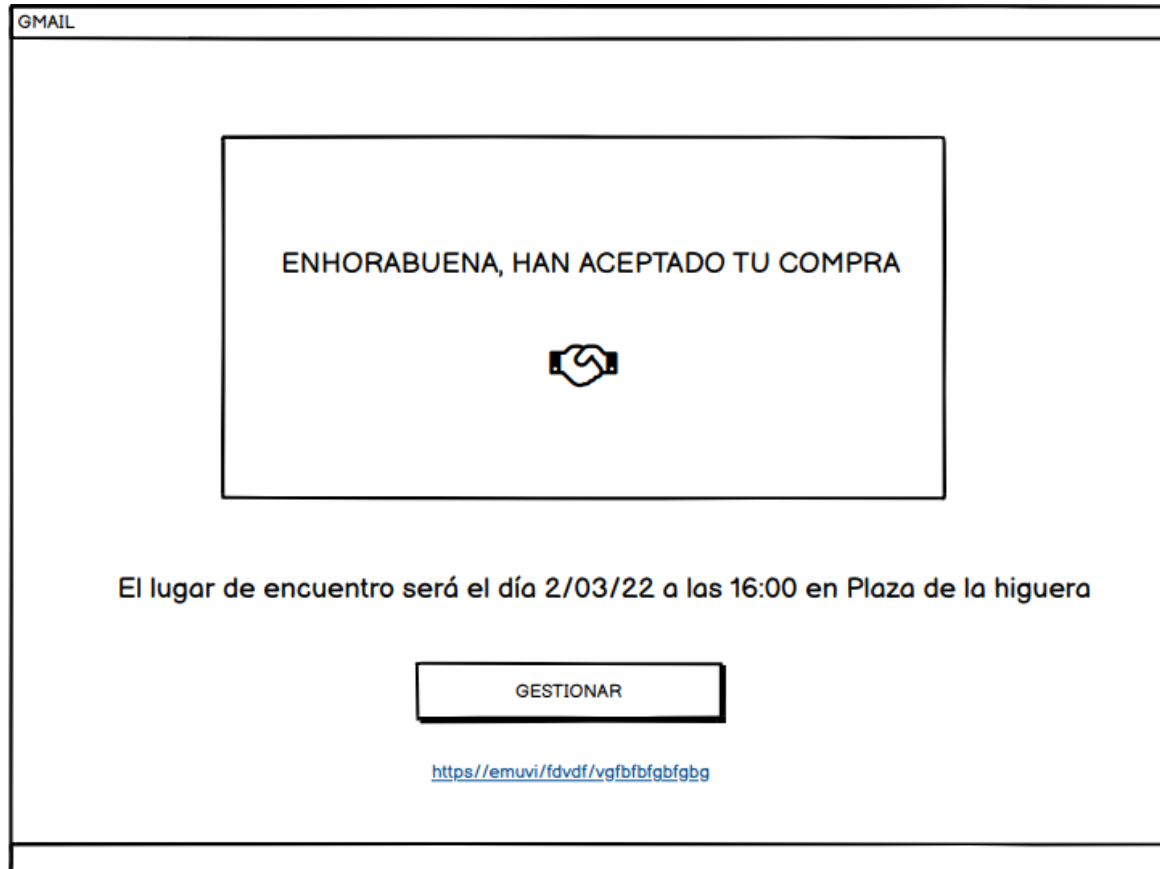 GMAIL
ENHORABUENA, HAN ACEPTADO TU COMPRA
El lugar de encuentro será el día 2/03/22 a las 16:00 en Plaza de la higuera
GESTIONAR
https//emuvi/fdvdf/vgfbfbfgbfgbg